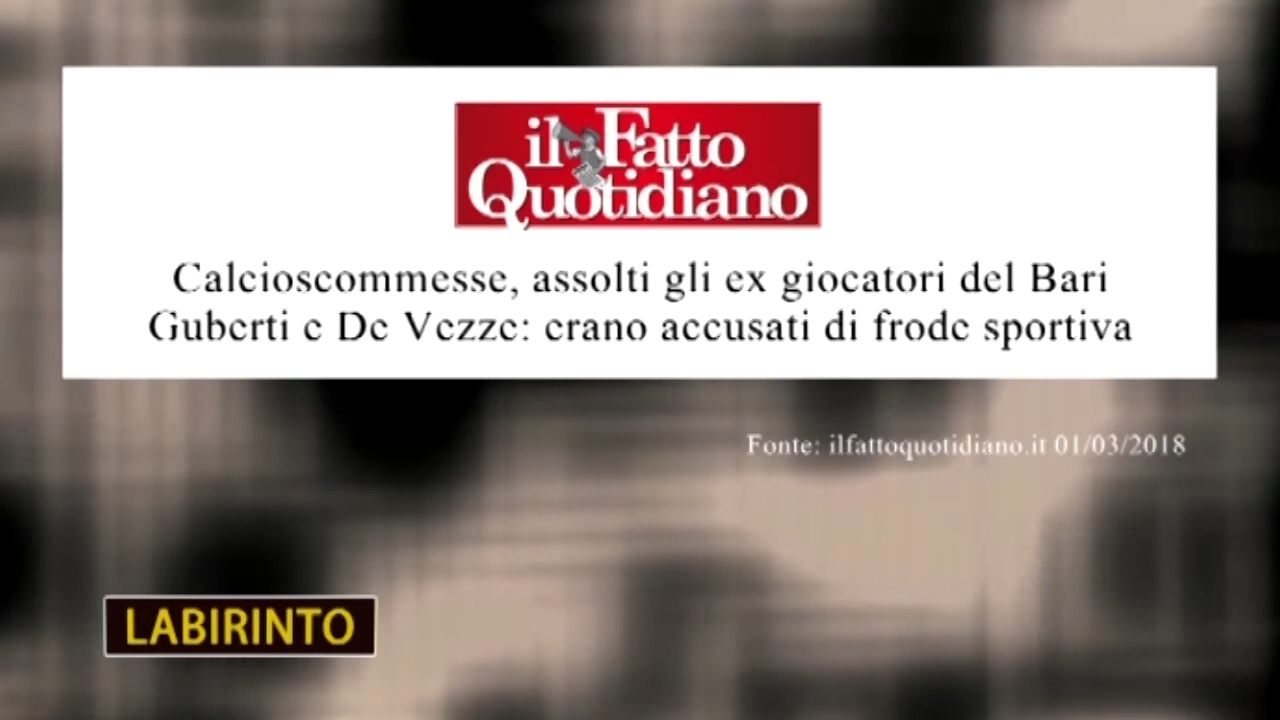 il Fatto
Quotidiano
Calcioscommesse, assolti gli ex giocatori del Bari
Guberti e De Vezze: erano accusati di frode sportiva
Fonte: ilfattoquotidiano.it 01/03/2018
LABIRINTO